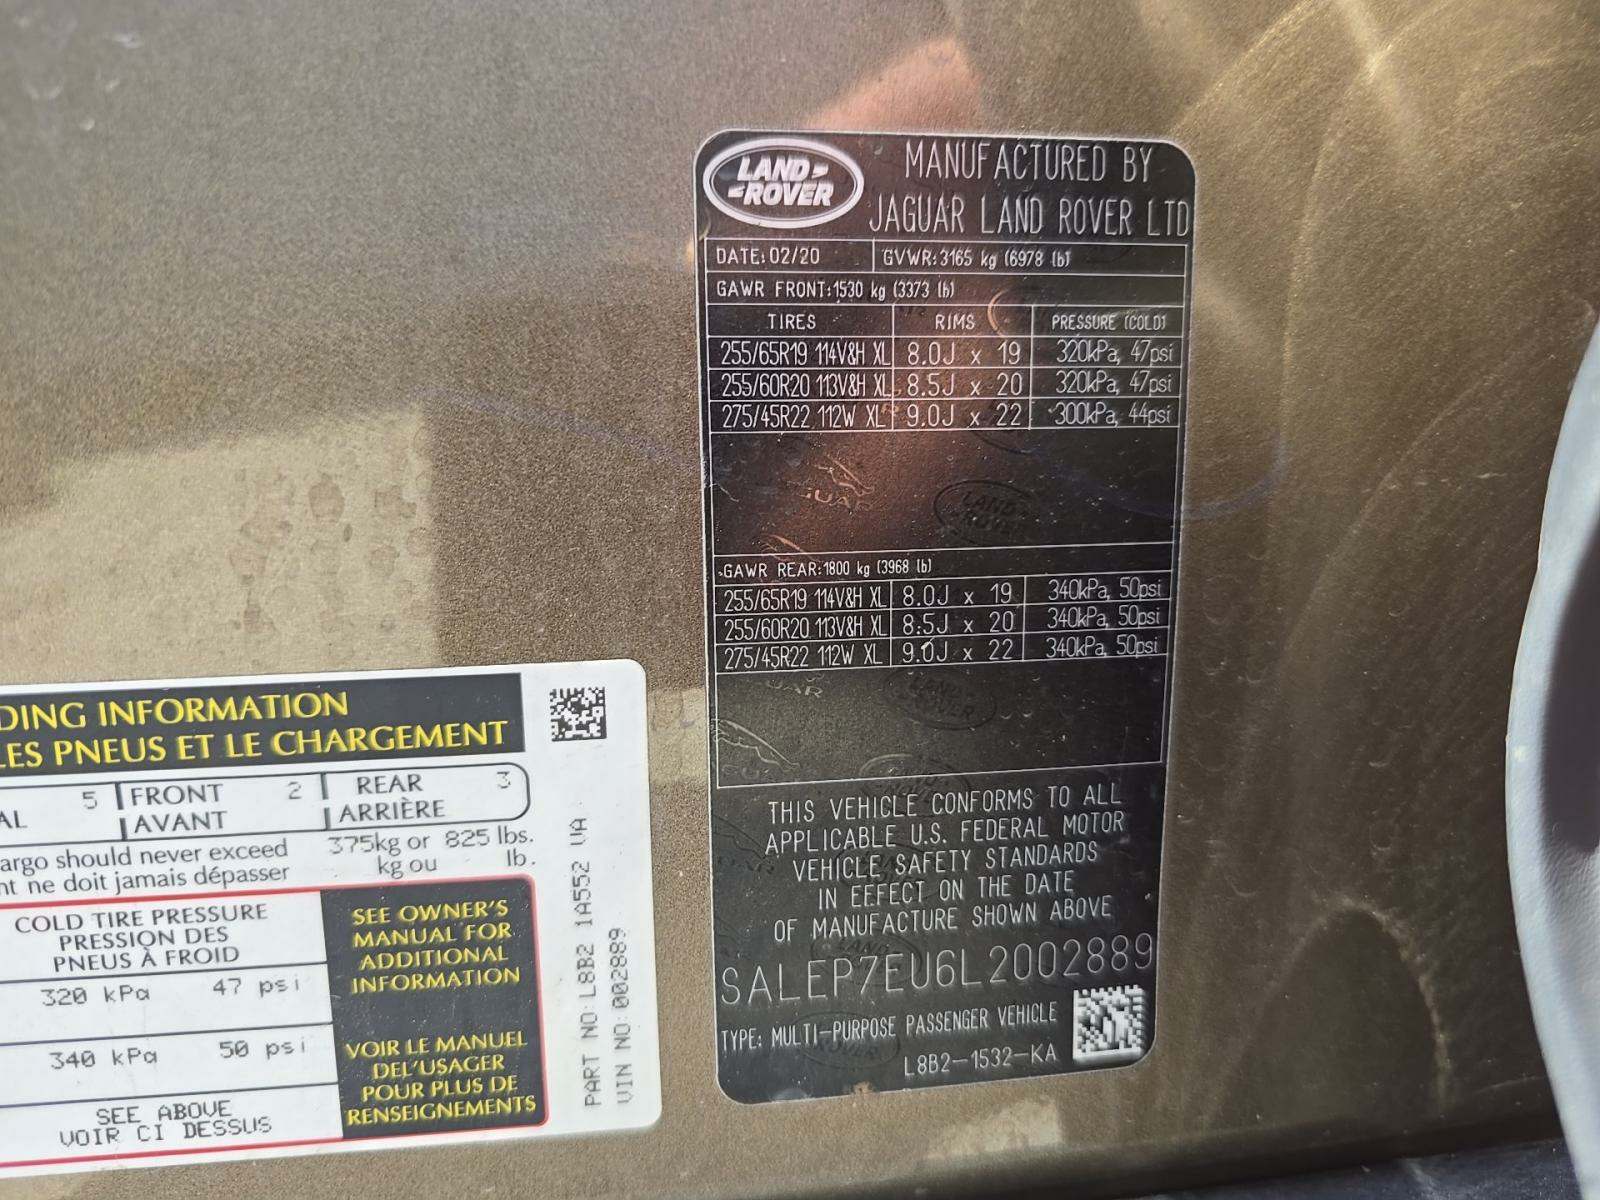 LAND
ROVER
MANUFACTURED BY
JAGUAR LAND ROVER LTD
DATE: 02/20 GVWR: 3165 kg (6978 lb)
GAWR FRONT: 1530 kg (3373 lb)
TIRES RIMS PRESSURE (COLD)
255/65R19 114V&H XL 8.0J x 19 320kPa, 47psi
255/60R20 113V&H XL 8.5J x 20 320kPa, 47psi
275/45R22 112W XL 9.0J x 22 300kPa, 44psi
GAWR REAR: 1800 kg (3968 lb)
255/65R19 114V&H XL 8.0J x 19 340kPa, 50psi
255/60R20 113V&H XL 8.5J x 20 340kPa, 50psi
275/45R22 112W XL 9.0J x 22 340kPa, 50psi
THIS VEHICLE CONFORMS TO ALL
APPLICABLE U.S. FEDERAL MOTOR
VEHICLE SAFETY STANDARDS
IN EFFECT ON THE DATE
OF MANUFACTURE SHOWN ABOVE
SALEP7EU6L2002889
TYPE: MULTI-PURPOSE PASSENGER VEHICLE
L8B2-1532-KA
DING INFORMATION
LES PNEUS ET LE CHARGEMENT
AL 5 FRONT 2 REAR 3
AVANT ARRIÈRE
argo should never exceed 375kg or 825 lbs.
nt ne doit jamais dépasser kg ou lb.
COLD TIRE PRESSURE
PRESSION DES
PNEUS À FROID
320 kPa 47 psi
340 kPa 50 psi
SEE ABOVE
VOIR CI DESSUS
SEE OWNER'S
MANUAL FOR
ADDITIONAL
INFORMATION
VOIR LE MANUEL
DE L'USAGER
POUR PLUS DE
RENSEIGNEMENTS
PART NO: L8B2 1A552 VA
VIN NO: 002889